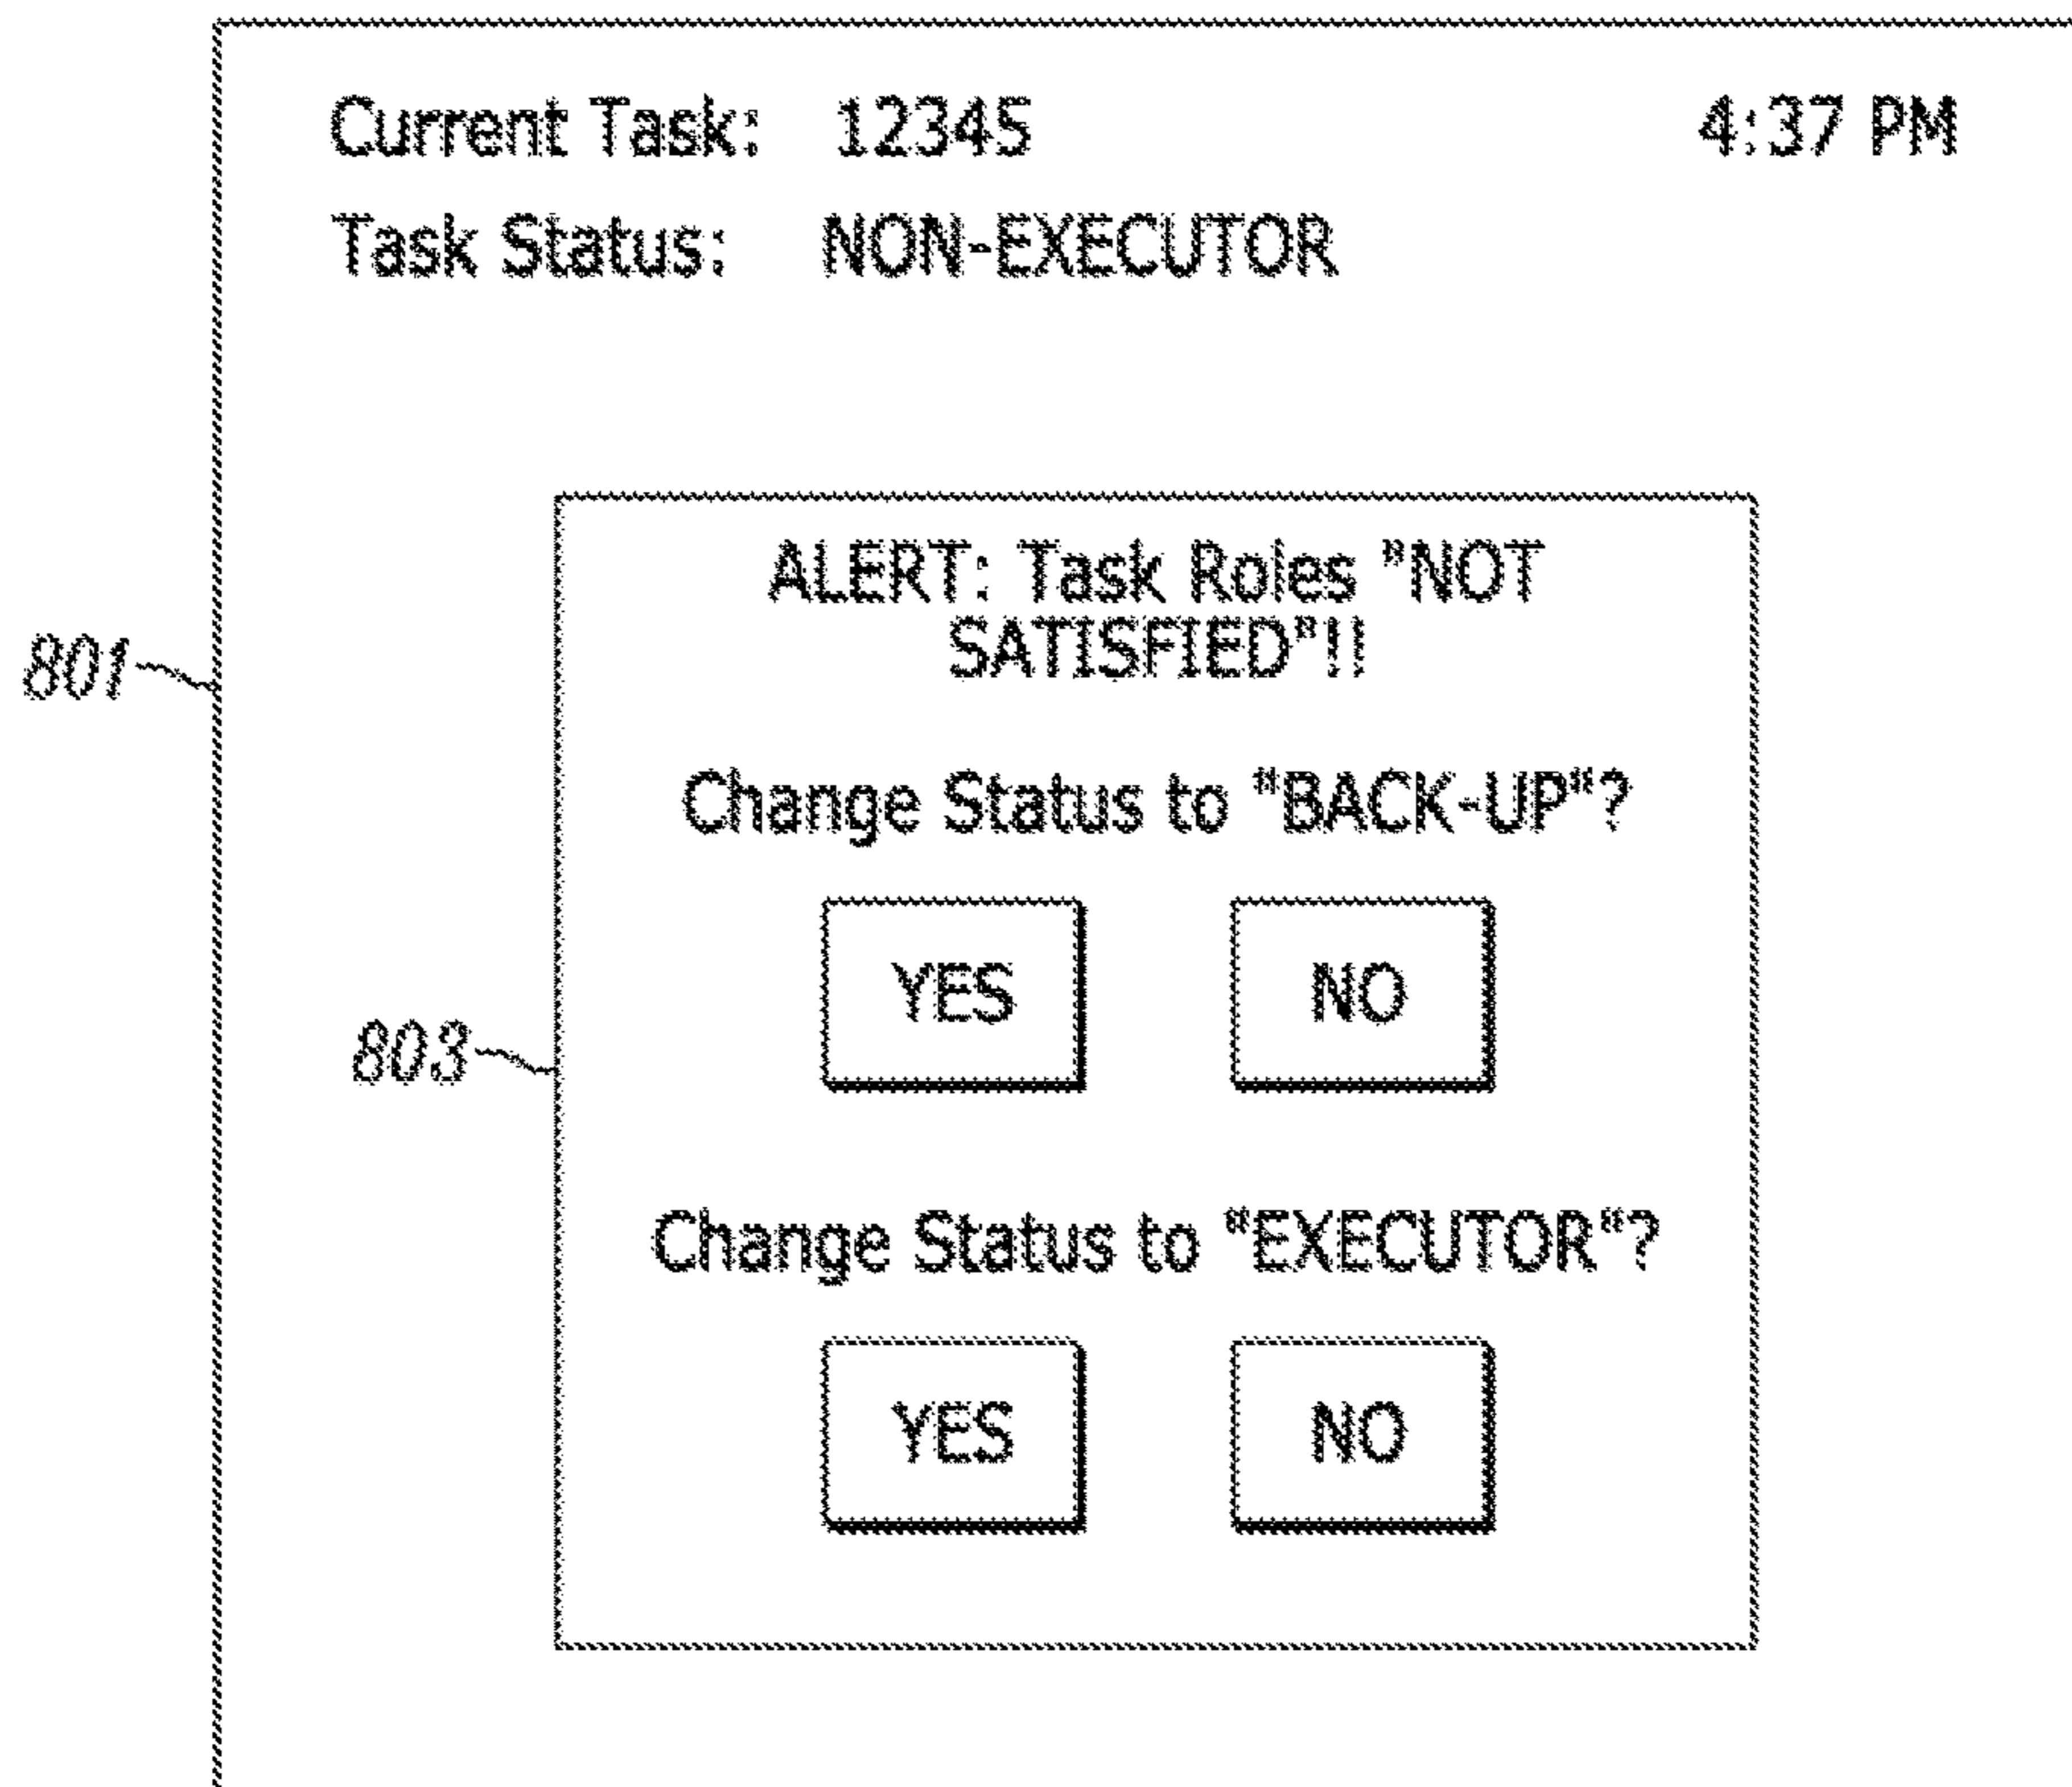 Current Task: 12345 4:37 PM
Task Status: NON-EXECUTOR
ALERT: Task Roles "NOT
SATISFIED"!!
801
Change Status to "BACK-UP"?
YES NO
803
Change Status to "EXECUTOR"?
YES NO